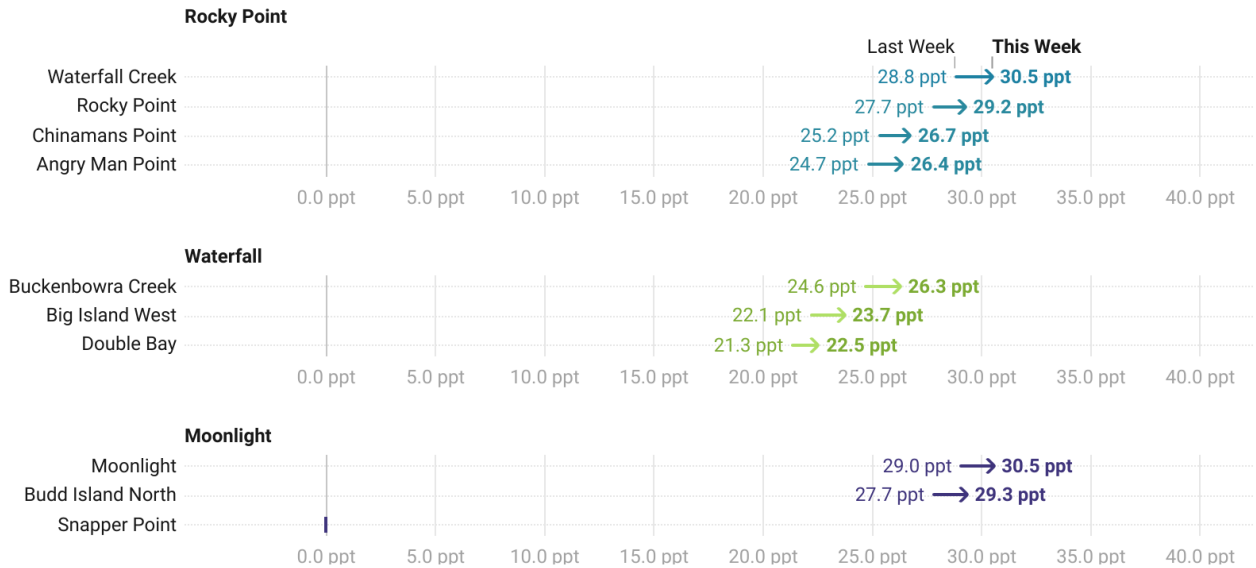 Rocky Point
Last Week This Week
Waterfall Creek 28.8 ppt 30.5 ppt
Rocky Point 27.7 ppt 29.2 ppt
Chinamans Point 25.2 ppt 26.7 ppt
Angry Man Point 24.7 ppt 26.4 ppt
0.0 ppt 5.0 ppt 10.0 ppt 15.0 ppt 20.0 ppt 25.0 ppt 30.0 ppt 35.0 ppt 40.0 ppt
Waterfall
Buckenbowra Creek 24.6 ppt 26.3 ppt
Big Island West 22.1 ppt 23.7 ppt
Double Bay 21.3 ppt 22.5 ppt
0.0 ppt 5.0 ppt 10.0 ppt 15.0 ppt 20.0 ppt 25.0 ppt 30.0 ppt 35.0 ppt 40.0 ppt
Moonlight
Moonlight 29.0 ppt 30.5 ppt
Budd Island North 27.7 ppt 29.3 ppt
Snapper Point
0.0 ppt 5.0 ppt 10.0 ppt 15.0 ppt 20.0 ppt 25.0 ppt 30.0 ppt 35.0 ppt 40.0 ppt